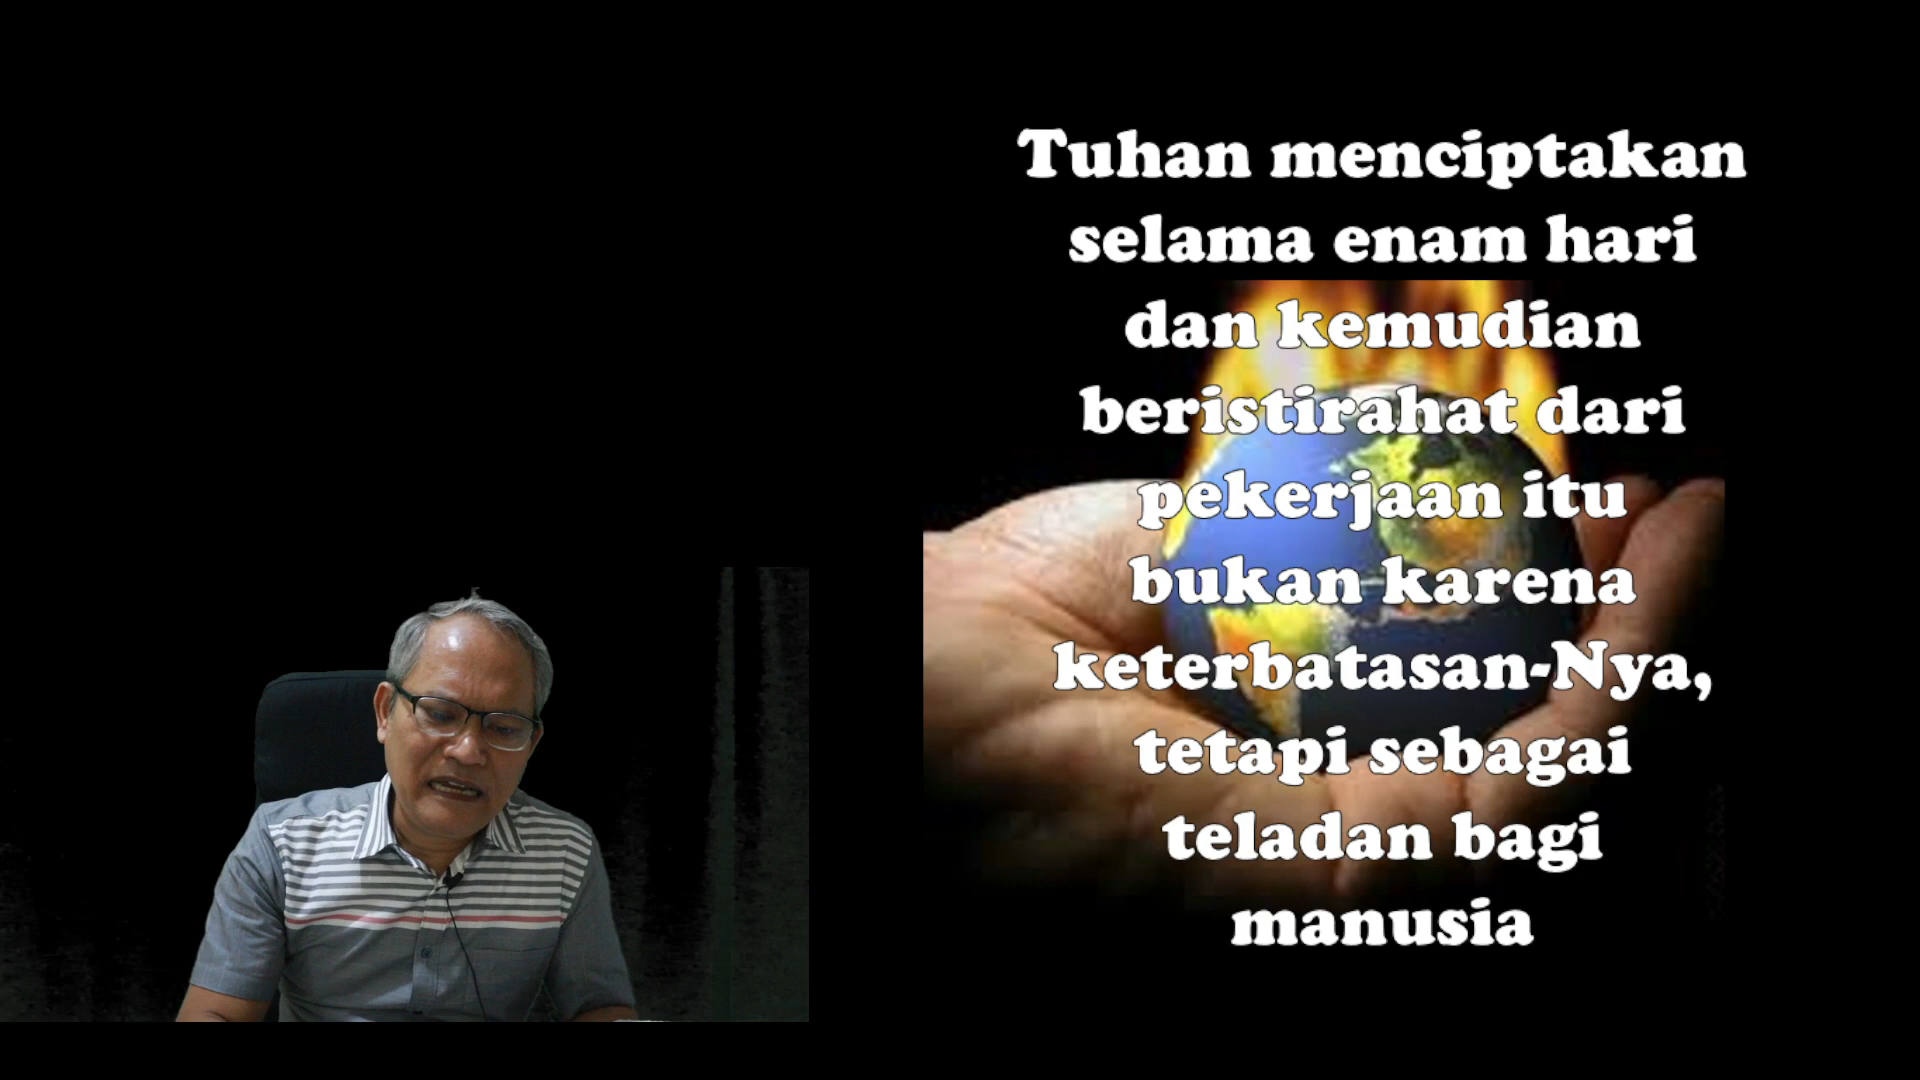 Tuhan menciptakan
selama enam hari
dan kemudian
beristirahat dari
pekerjaan itu
bukan karena
keterbatasan-Nya,
tetapi sebagai
teladan bagi
manusia